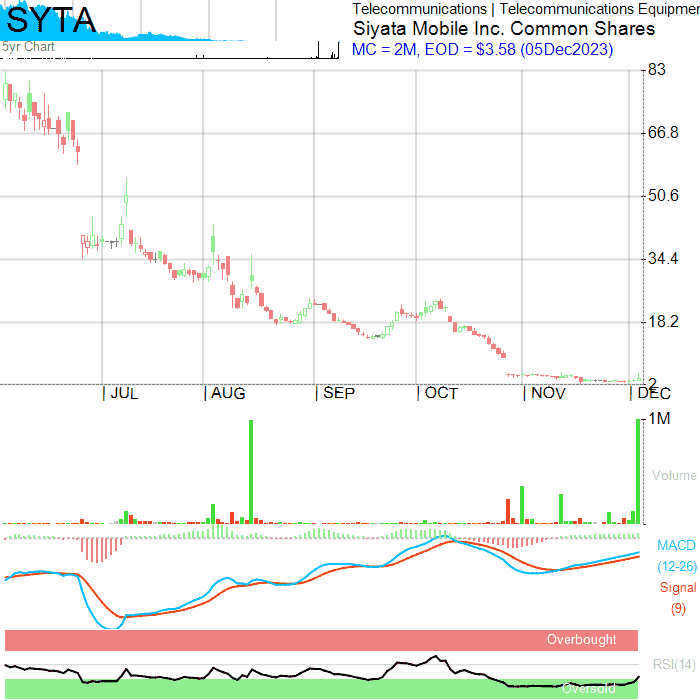 SYTA
Telecommunications | Telecommunications Equipmen
Siyata Mobile Inc. Common Shares
MC = 2M, EOD = $3.58 (05Dec2023)
5yr Chart
83
66.8
50.6
34.4
18.2
2
JUL AUG SEP OCT NOV DEC
1M
Volume
MACD
(12-26)
Signal
(9)
Overbought
RSI(14)
Oversold